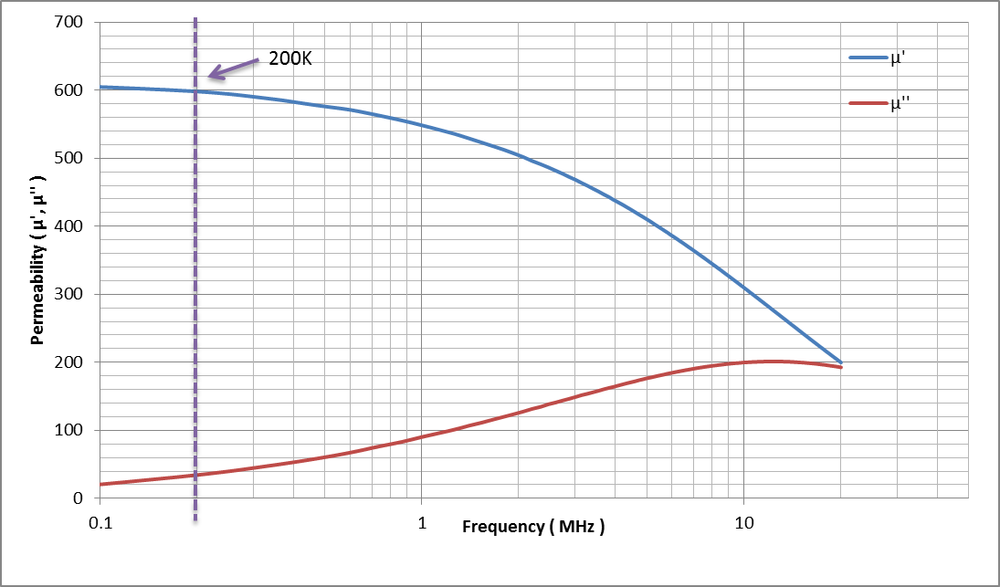 700
600
500
400
300
200
100
0
Permeability ( μ', μ'' )
200K
μ'
μ''
0.1
1
10
Frequency ( MHz )